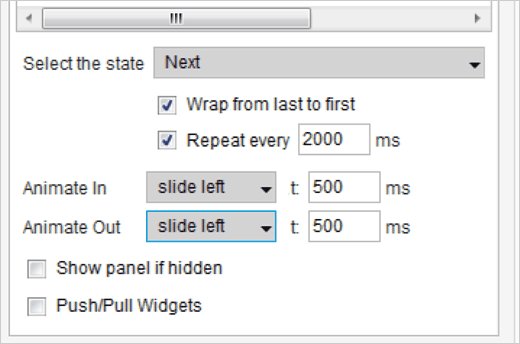 Select the state Next
Wrap from last to first
Repeat every 2000 ms
Animate In slide left t: 500 ms
Animate Out slide left t: 500 ms
Show panel if hidden
Push/Pull Widgets